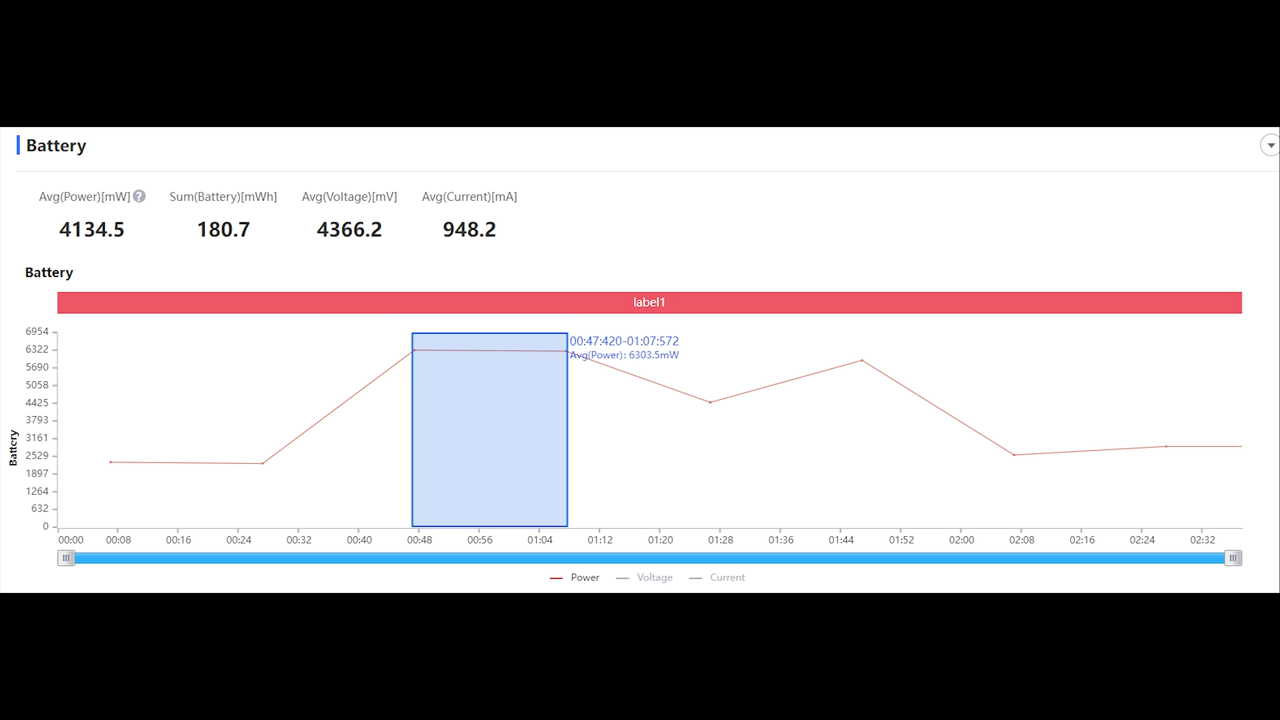 Battery
Avg(Power)[mW] ? Sum(Battery)[mWh] Avg(Voltage)[mV] Avg(Current)[mA]
4134.5 180.7 4366.2 948.2
Battery
label1
00:47:420-01:07:572
Avg(Power): 6303.5mW
6954
6322
5690
5058
4425
3793
3161
2529
1897
1264
632
0
Battery
00:00 00:08 00:16 00:24 00:32 00:40 00:48 00:56 01:04 01:12 01:20 01:28 01:36 01:44 01:52 02:00 02:08 02:16 02:24 02:32
Power Voltage Current